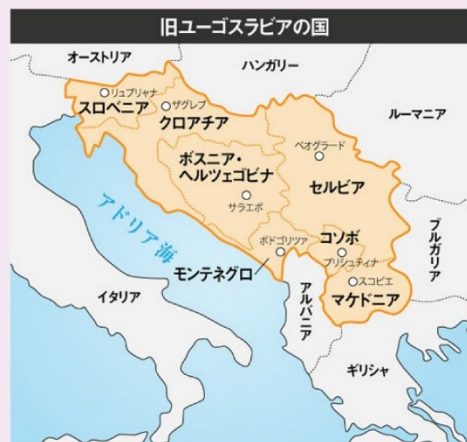 旧ユーゴスラビアの国
オーストリア
ハンガリー
リュブリャナ
スロベニア
ザグレブ
クロアチア
ルーマニア
ボスニア・
ヘルツェゴビナ
ベオグラード
セルビア
サラエボ
アドリア海
ブルガリア
ポドゴリツァ
コソボ
プリシュティナ
モンテネグロ
スコピエ
マケドニア
イタリア
アルバニア
ギリシャ